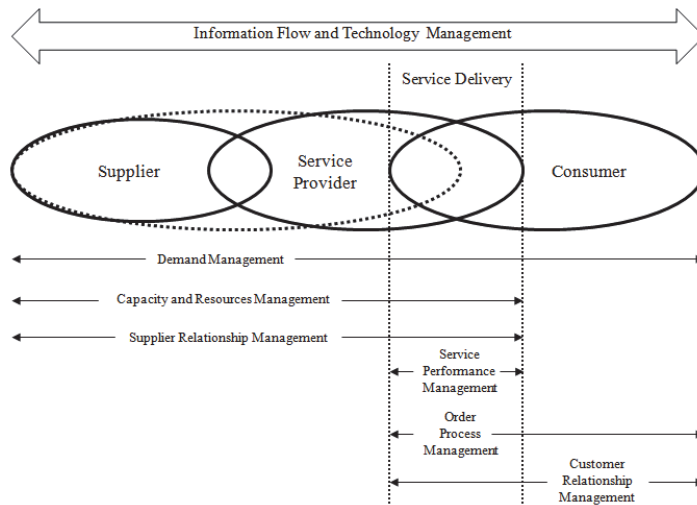 Information Flow and Technology Management
Service Delivery
Supplier
Service
Provider
Consumer
Demand Management
Capacity and Resources Management
Supplier Relationship Management
Service
Performance
Management
Order
Process
Management
Customer
Relationship
Management